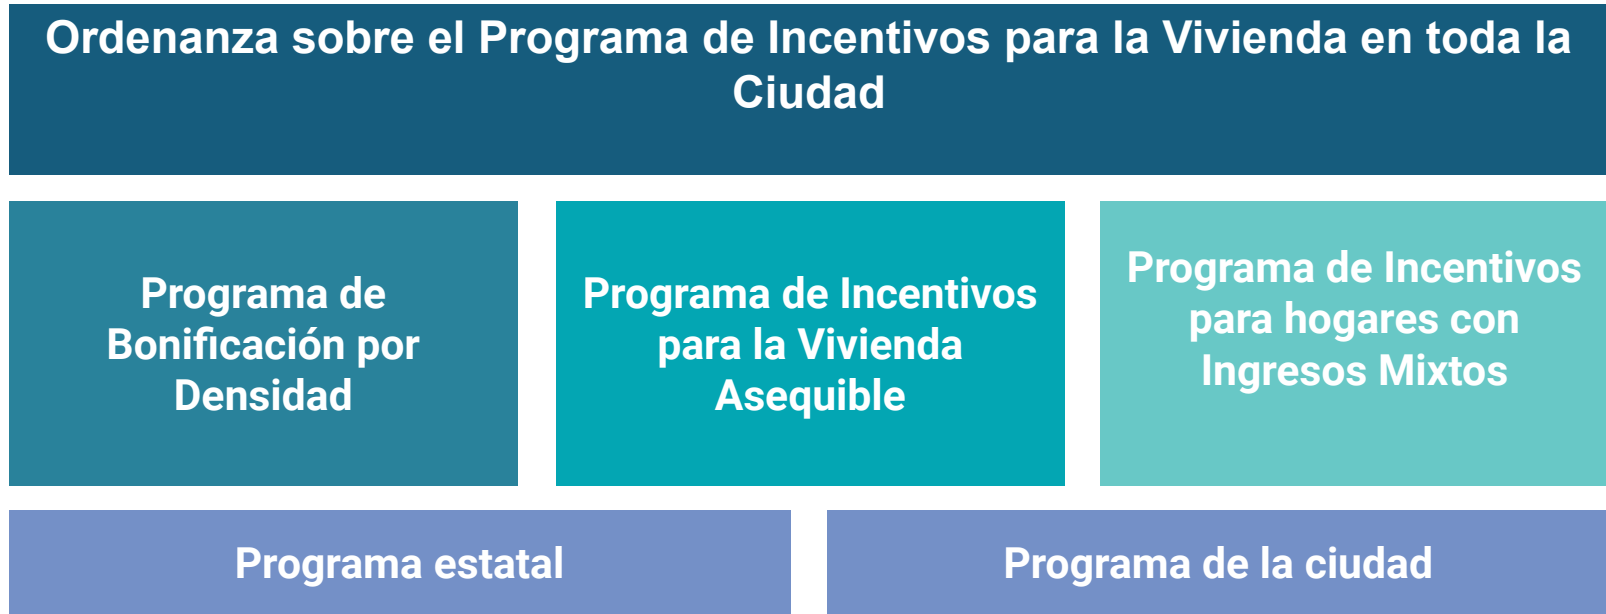 Ordenanza sobre el Programa de Incentivos para la Vivienda en toda la
Ciudad
Programa de
Bonificación por
Densidad
Programa de Incentivos
para la Vivienda
Asequible
Programa de Incentivos
para hogares con
Ingresos Mixtos
Programa estatal
Programa de la ciudad